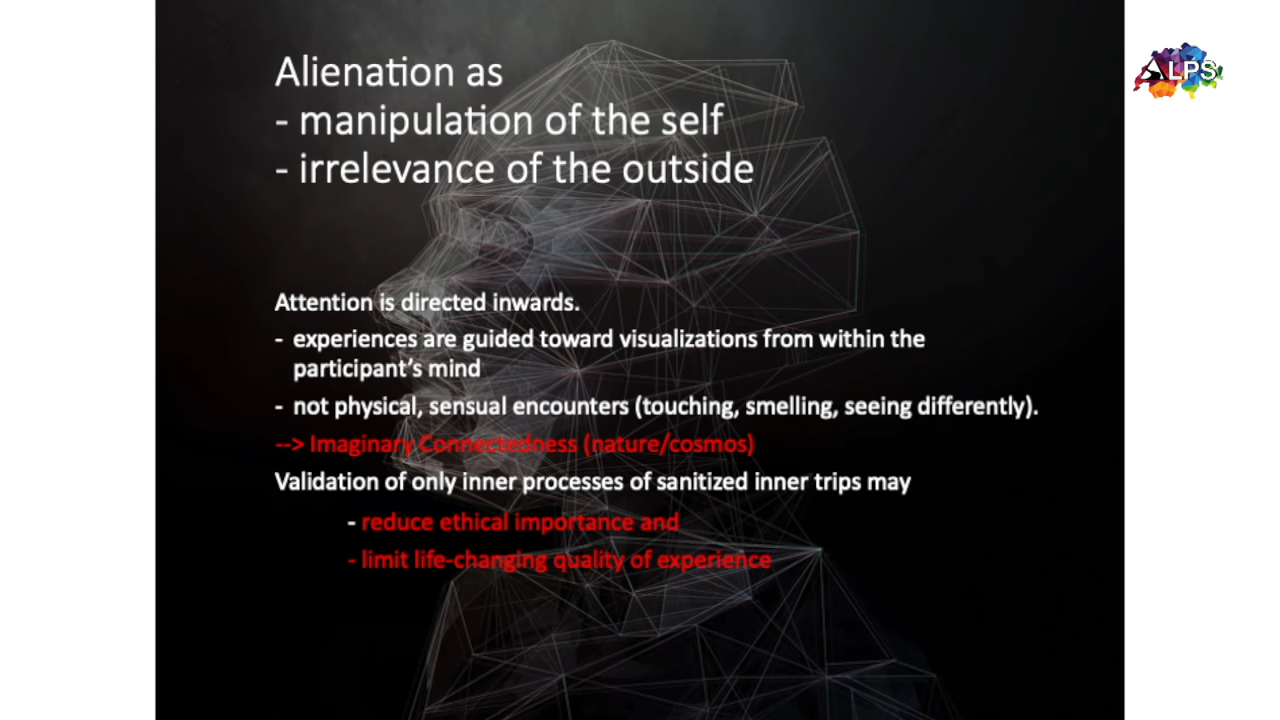 Alienation as
- manipulation of the self
- irrelevance of the outside
ALPS
Attention is directed inwards.
- experiences are guided toward visualizations from within the
participant's mind
- not physical, sensual encounters (touching, smelling, seeing differently).
--> Imaginary Connectedness (nature/cosmos)
Validation of only inner processes of sanitized inner trips may
- reduce ethical importance and
- limit life-changing quality of experience